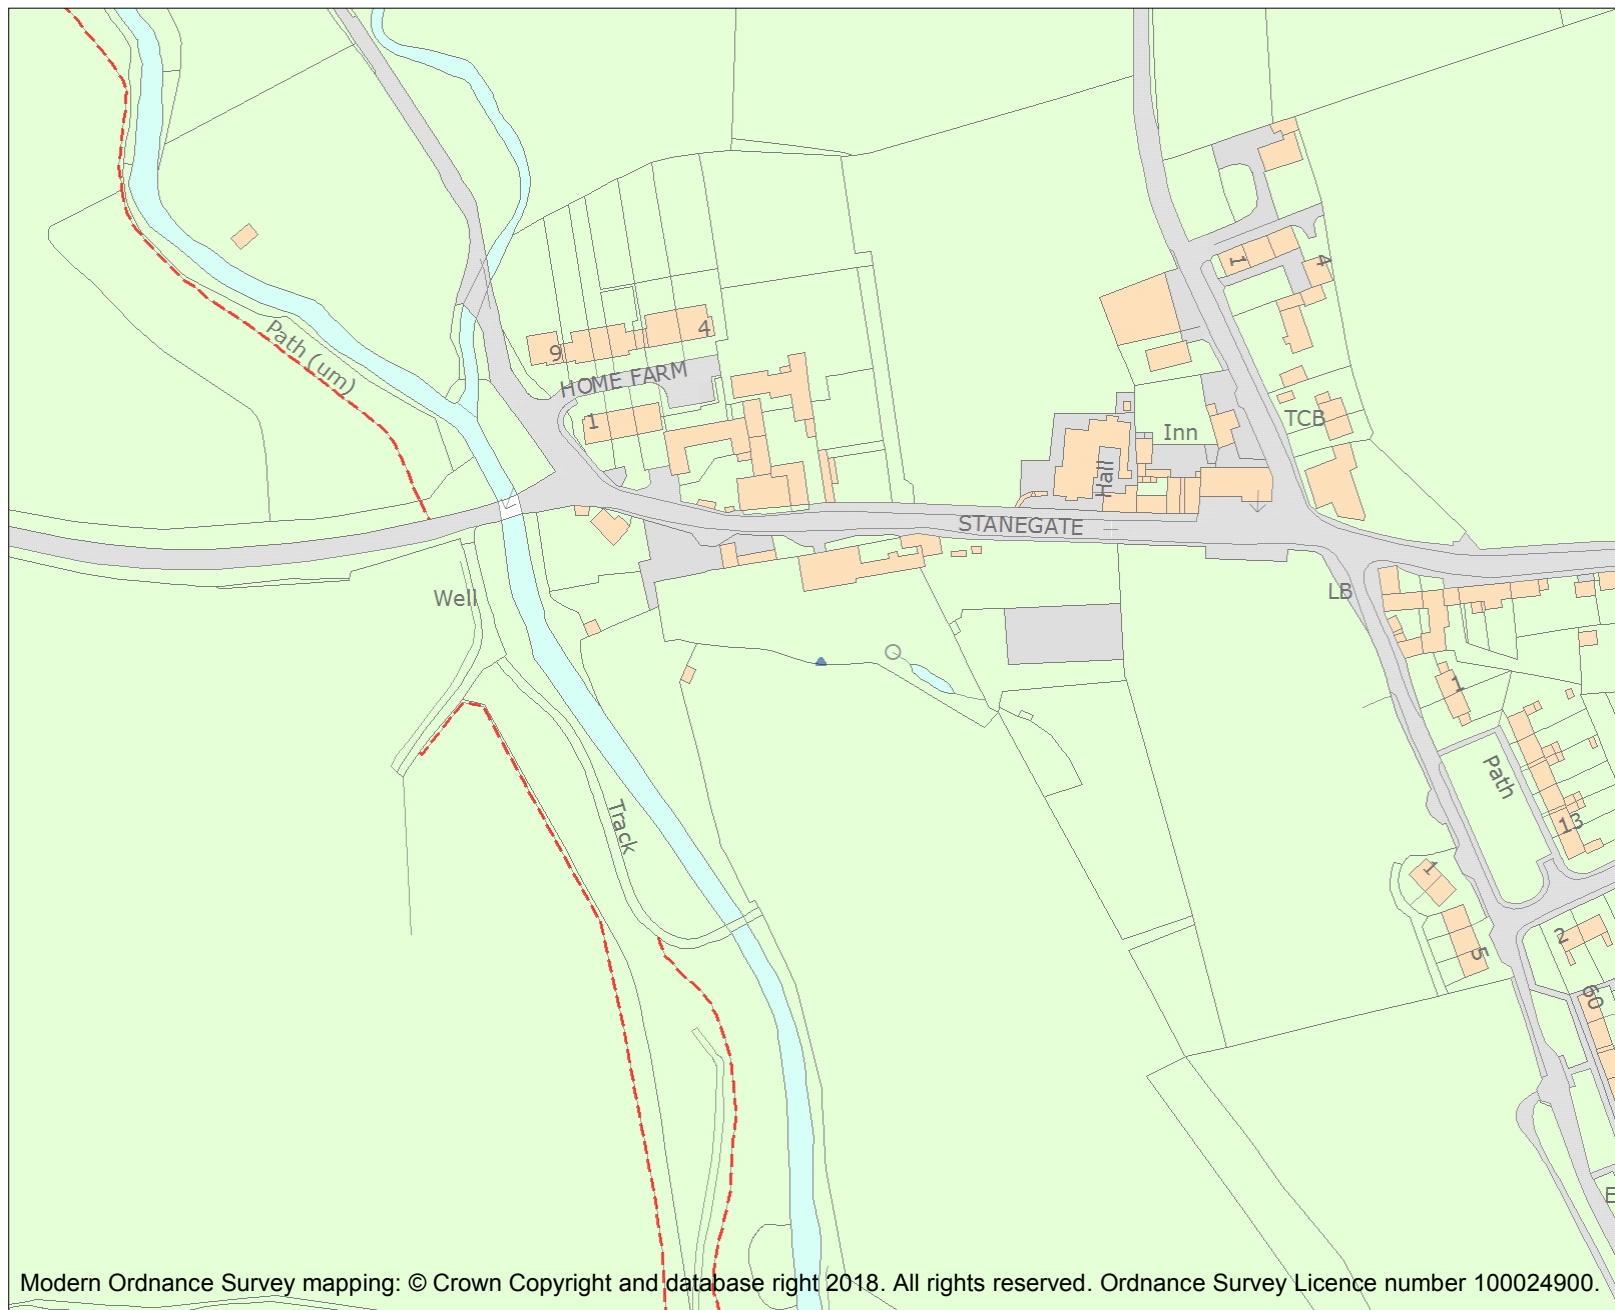 Path (um)
4
9
HOME FARM
1
1
4
TCB
Inn
Hall
STANEGATE
LB
Well
1
Path
Track
13
1
2
5
60
E
Modern Ordnance Survey mapping: © Crown Copyright and database right 2018. All rights reserved. Ordnance Survey Licence number 100024900.